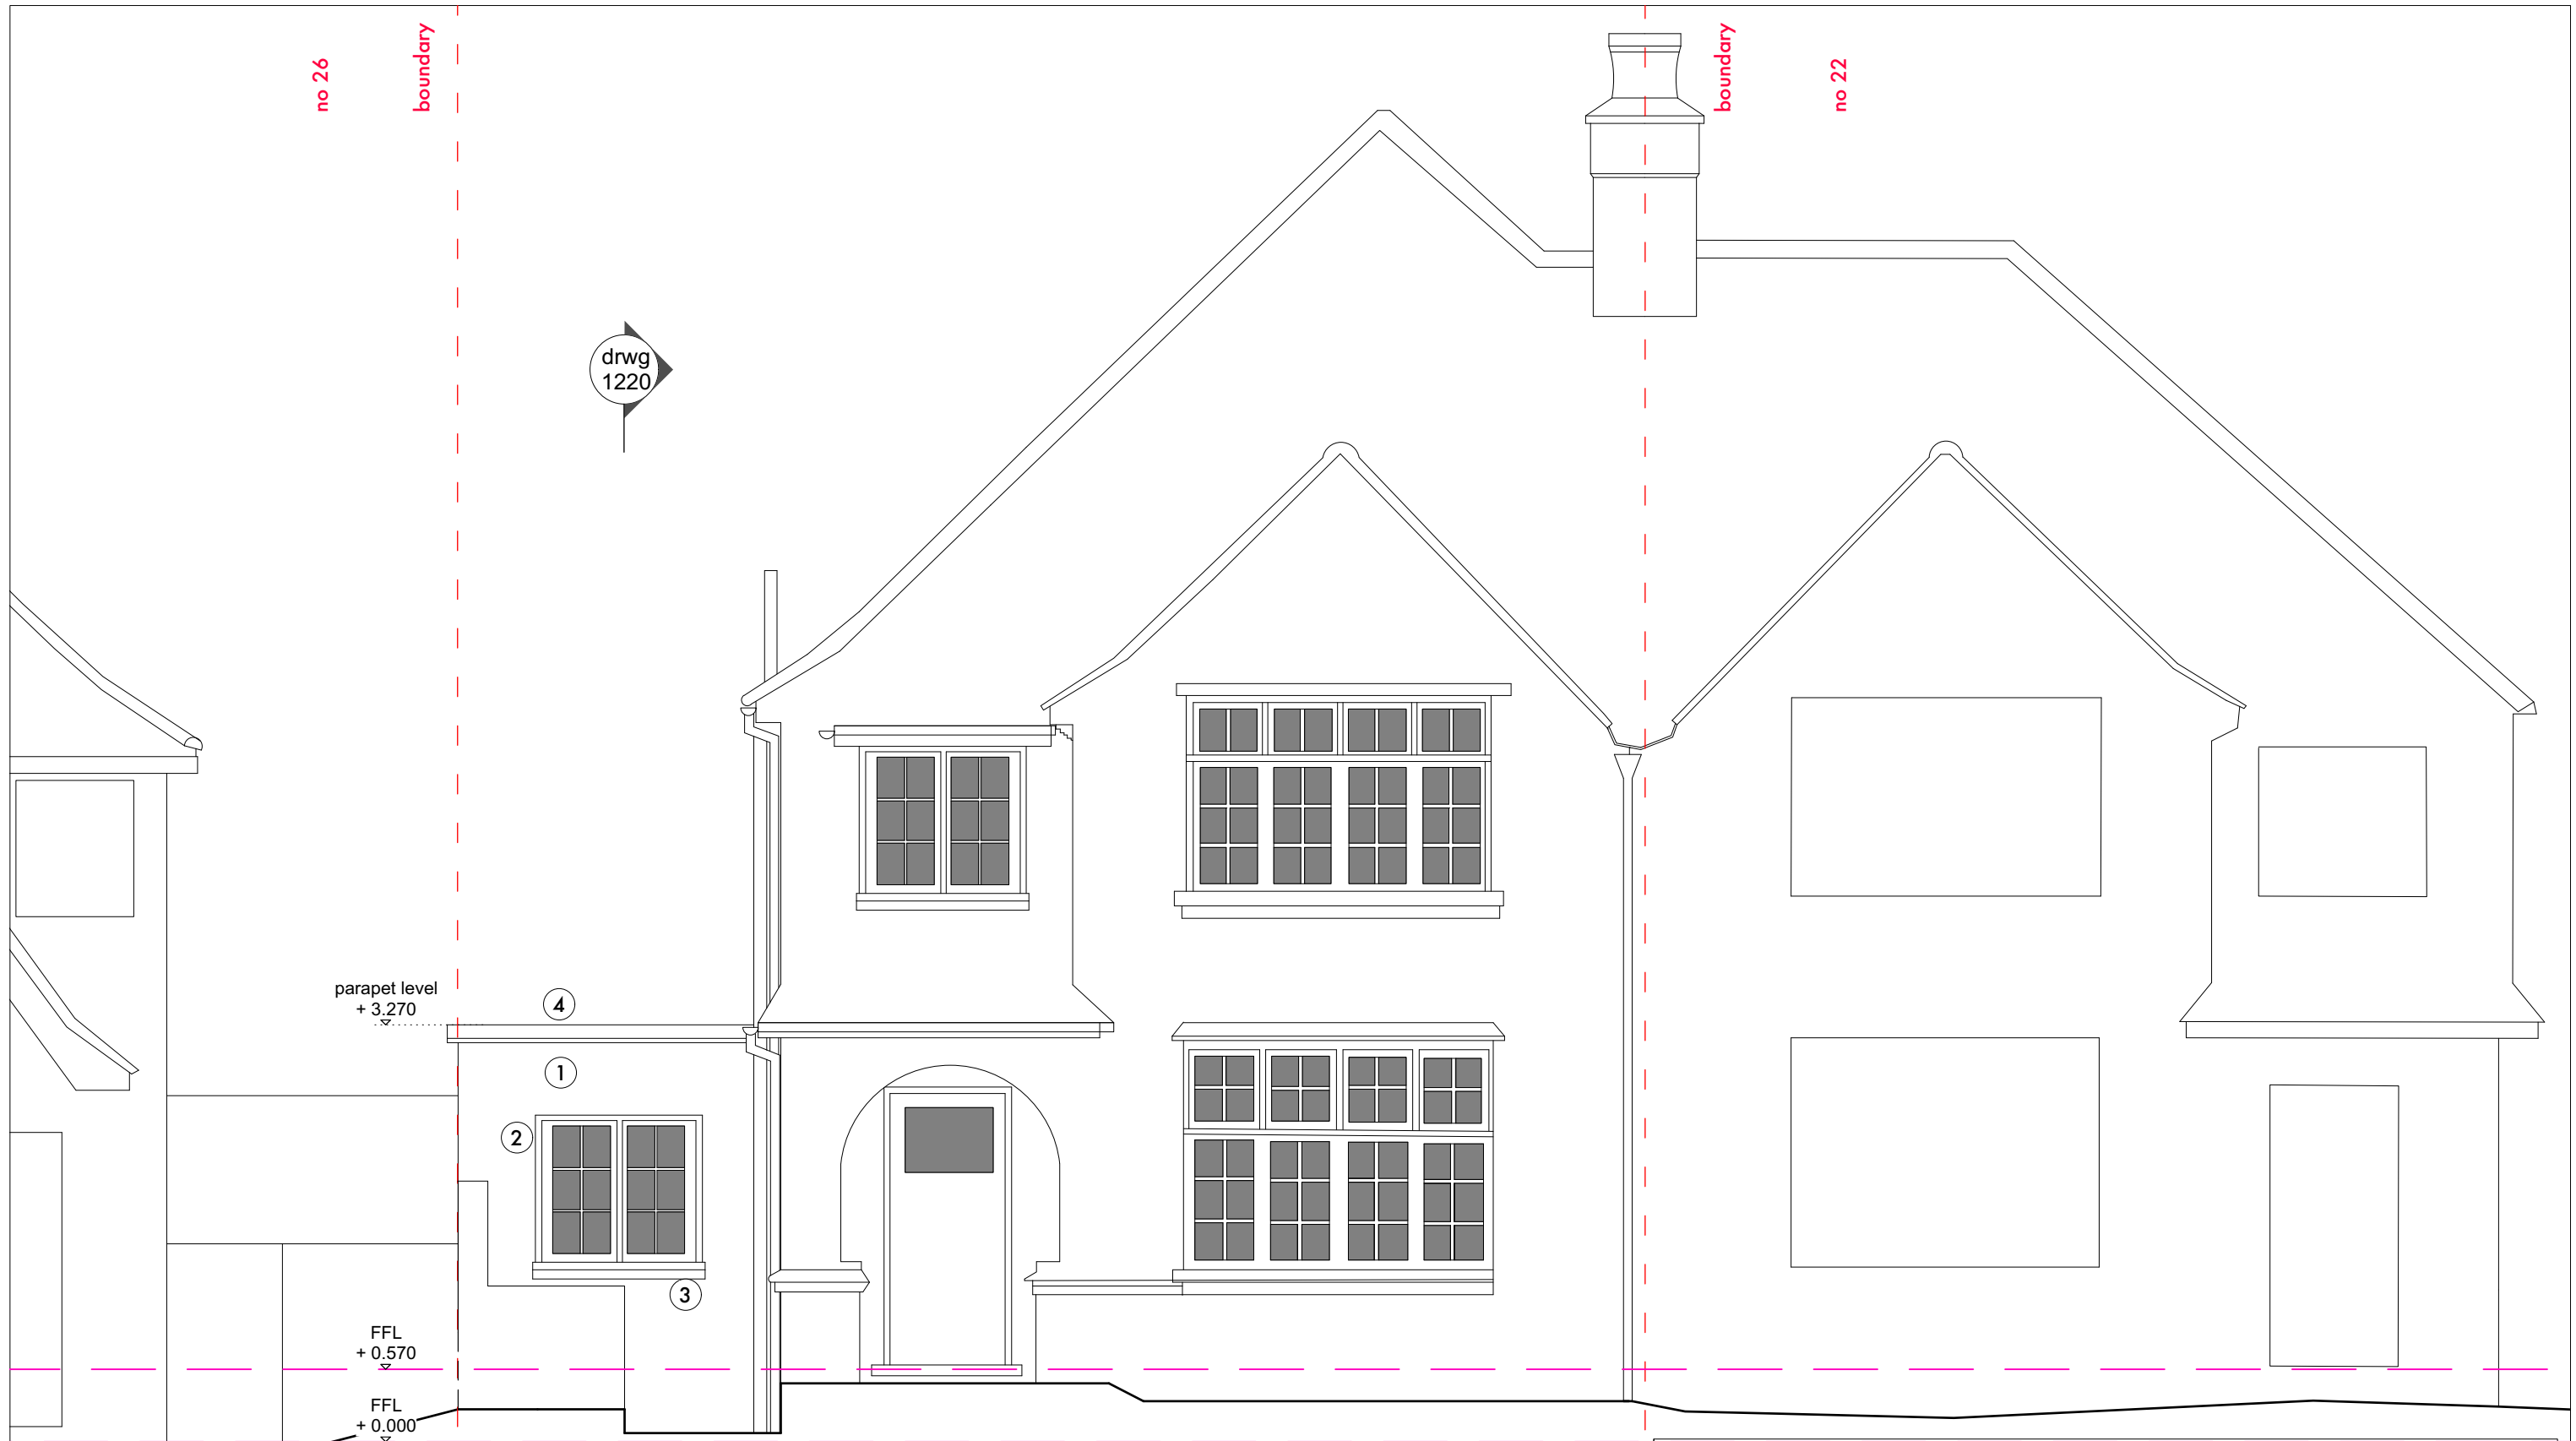 no 26
boundary
boundary
no 22
drwg
1220
parapet level
+ 3.270
4
1
2
3
FFL
+ 0.570
FFL
+ 0.000